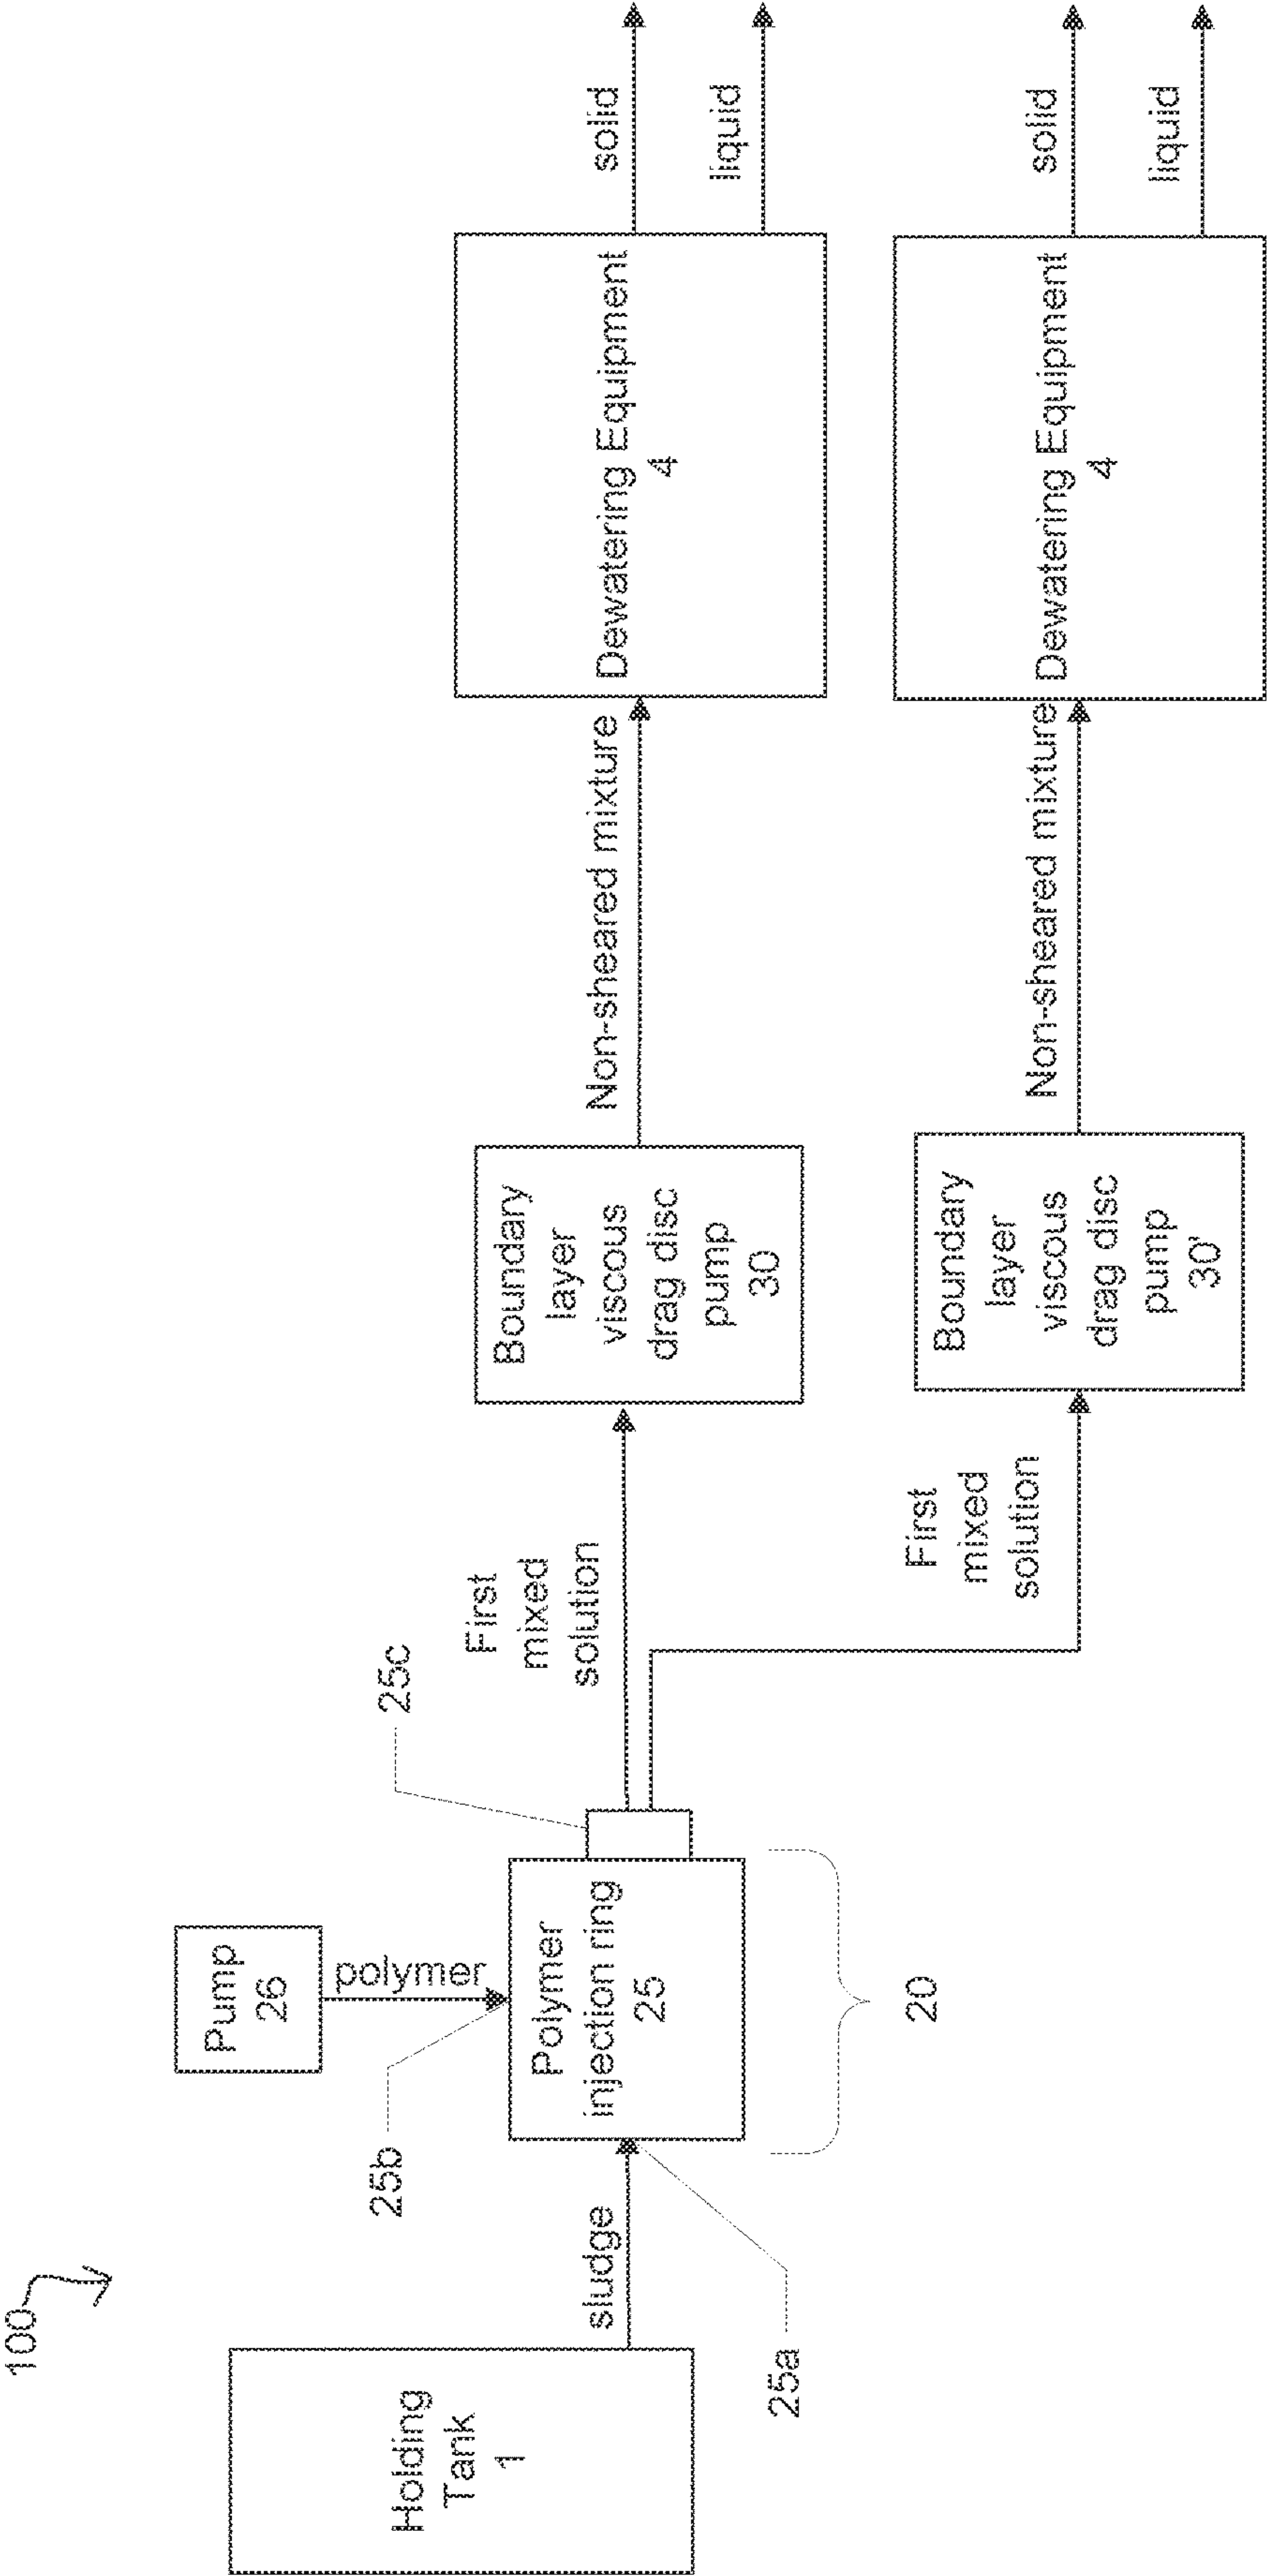 100
Holding
Tank
1
sludge
25a
25b
Pump
26
polymer
Polymer
injection ring
25
20
25c
First
mixed
solution
First
mixed
solution
Boundary
layer
viscous
drag disc
pump
30
Boundary
layer
viscous
drag disc
pump
30'
Non-sheared mixture
Non-sheared mixture
Dewatering Equipment
4
Dewatering Equipment
4
solid
liquid
solid
liquid